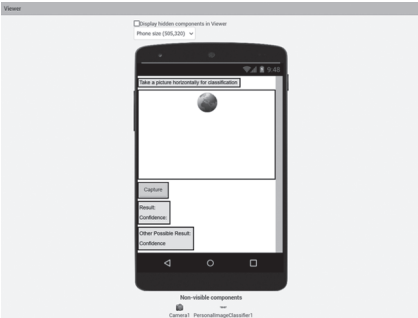 Viewer
Display hidden components in Viewer
Phone size (505,320)
9:48
Take a picture horizontally for classification
Capture
Result:
Confidence:
Other Possible Result:
Confidence
Non-visible components
Camera1 PersonalImageClassifier1